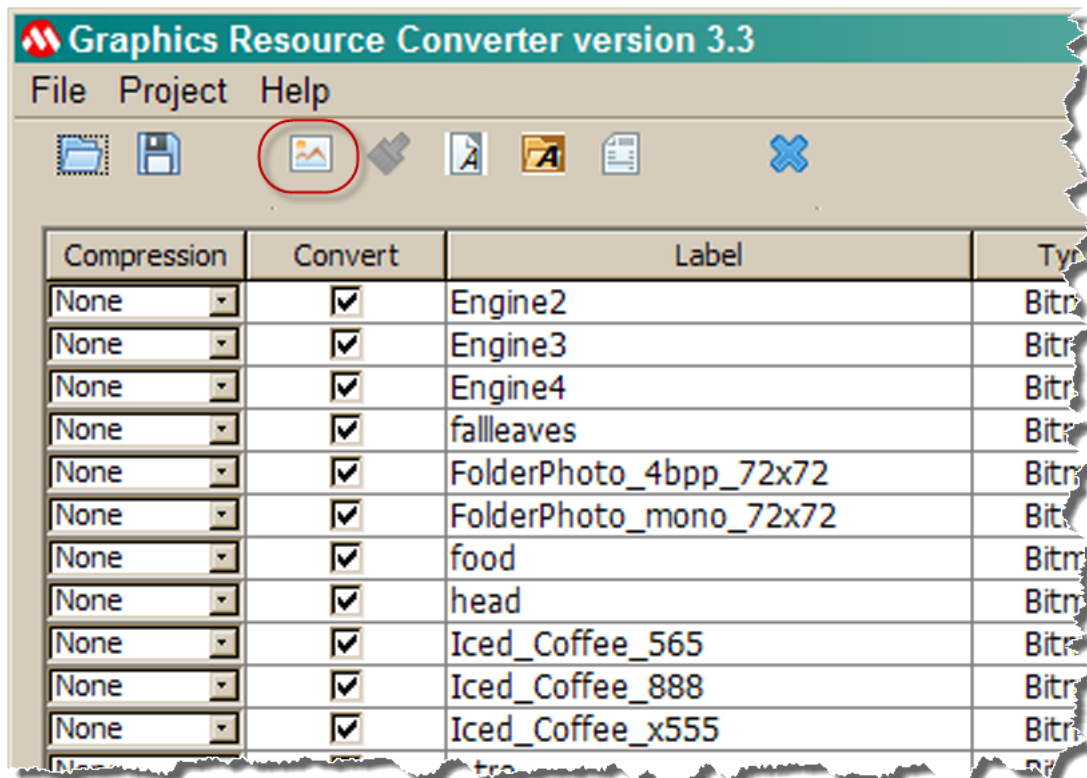 Graphics Resource Converter version 3.3
File Project Help
Compression Convert Label
None Engine2
None Engine3
None Engine4
None fallleaves
None FolderPhoto_4bpp_72x72
None FolderPhoto_mono_72x72
None food
None head
None Iced_Coffee_565
None Iced_Coffee_888
None Iced_Coffee_x555